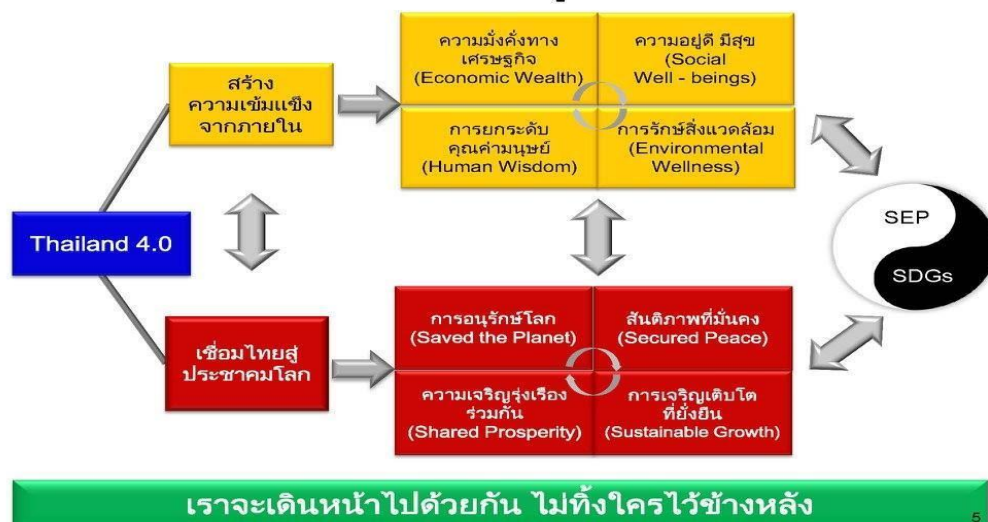 ความมั่งคั่งทาง
เศรษฐกิจ
(Economic Wealth)
ความอยู่ดี มีสุข
(Social
Well - beings)
สร้าง
ความเข้มแข็ง
จากภายใน
การยกระดับ
คุณค่ามนุษย์
(Human Wisdom)
การรักษ์สิ่งแวดล้อม
(Environmental
Wellness)
Thailand 4.0
SEP
SDGs
การอนุรักษ์โลก
(Saved the Planet)
สันติภาพที่มั่นคง
(Secured Peace)
เชื่อมไทยสู่
ประชาคมโลก
ความเจริญรุ่งเรือง
ร่วมกัน
(Shared Prosperity)
การเจริญเติบโต
ที่ยั่งยืน
(Sustainable Growth)
เราจะเดินหน้าไปด้วยกัน ไม่ทิ้งใครไว้ข้างหลัง
5